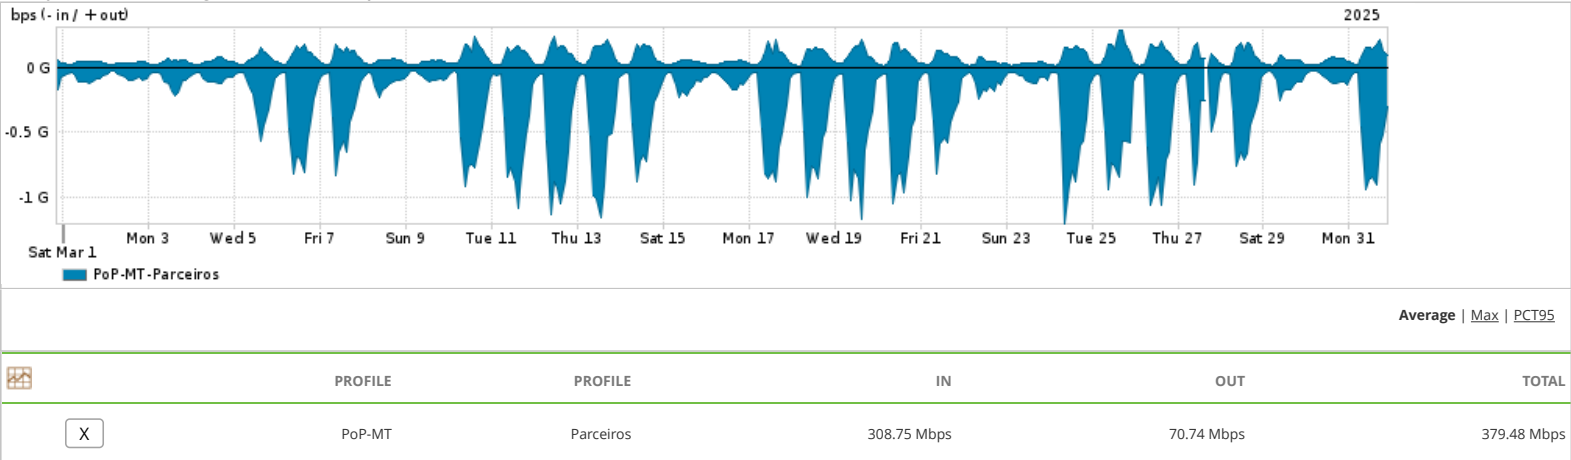 bps (- in / + out)
2025
0 G
-0.5 G
-1 G
Mon 3 Wed 5 Fri 7 Sun 9 Tue 11 Thu 13 Sat 15 Mon 17 Wed 19 Fri 21 Sun 23 Tue 25 Thu 27 Sat 29 Mon 31
Sat Mar 1
PoP-MT-Parceiros
Average | Max | PCT95
PROFILE PROFILE IN OUT TOTAL
X PoP-MT Parceiros 308.75 Mbps 70.74 Mbps 379.48 Mbps